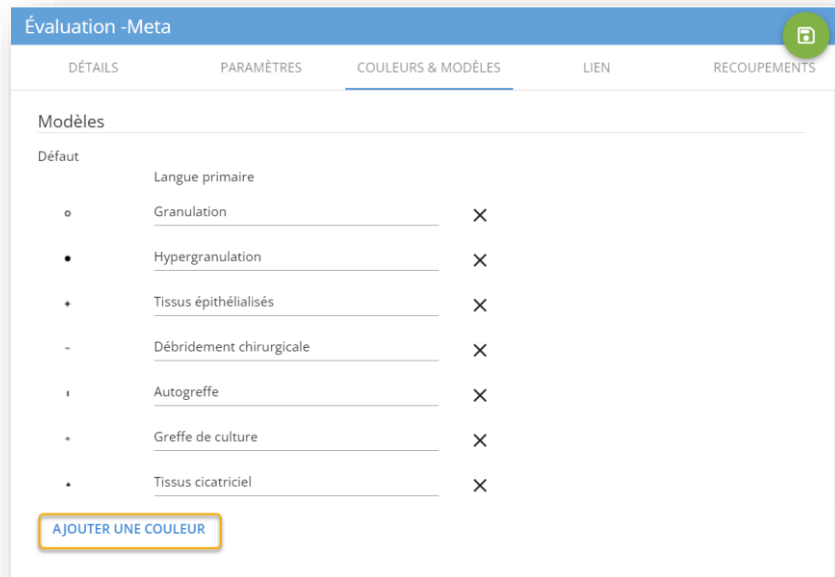 Évaluation -Meta
DÉTAILS PARAMÈTRES COULEURS & MODÈLES LIEN RECOUPEMENTS
Modèles
Défaut
Langue primaire
Granulation
Hypergranulation
Tissus épithélialisés
Débridement chirurgicale
Autogreffe
Greffe de culture
Tissus cicatriciel
AJOUTER UNE COULEUR